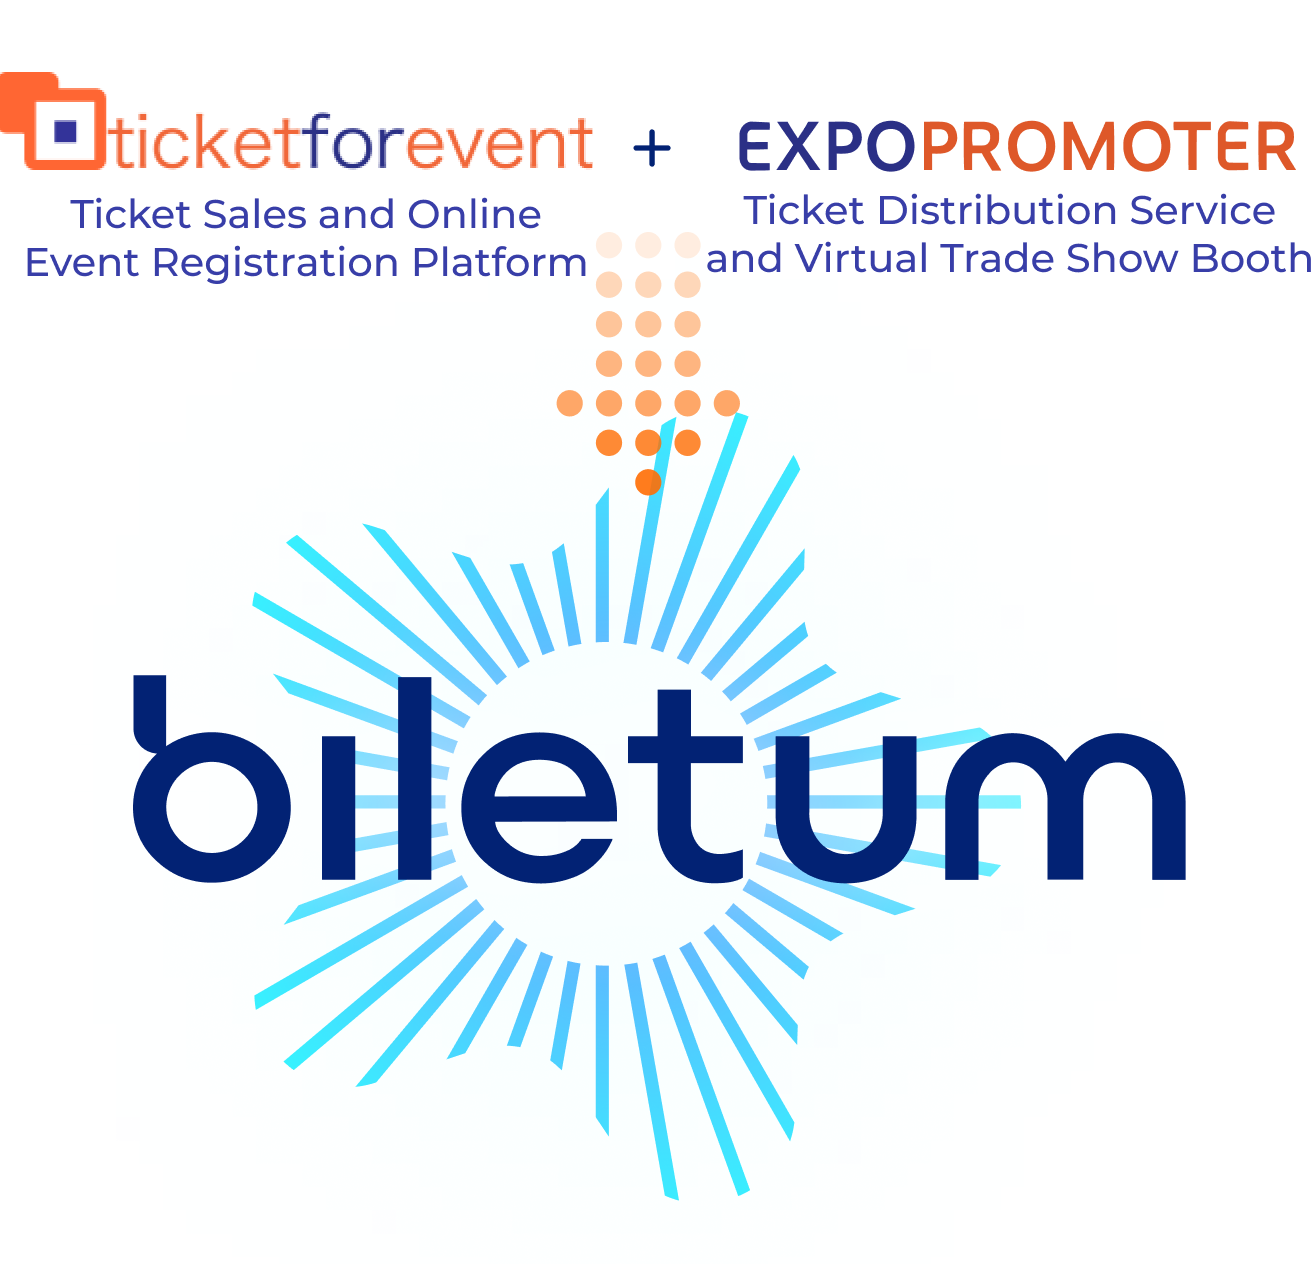 ticketforevent + EXPOPROMOTER
Ticket Sales and Online
Event Registration Platform
Ticket Distribution Service
and Virtual Trade Show Booth
biletum